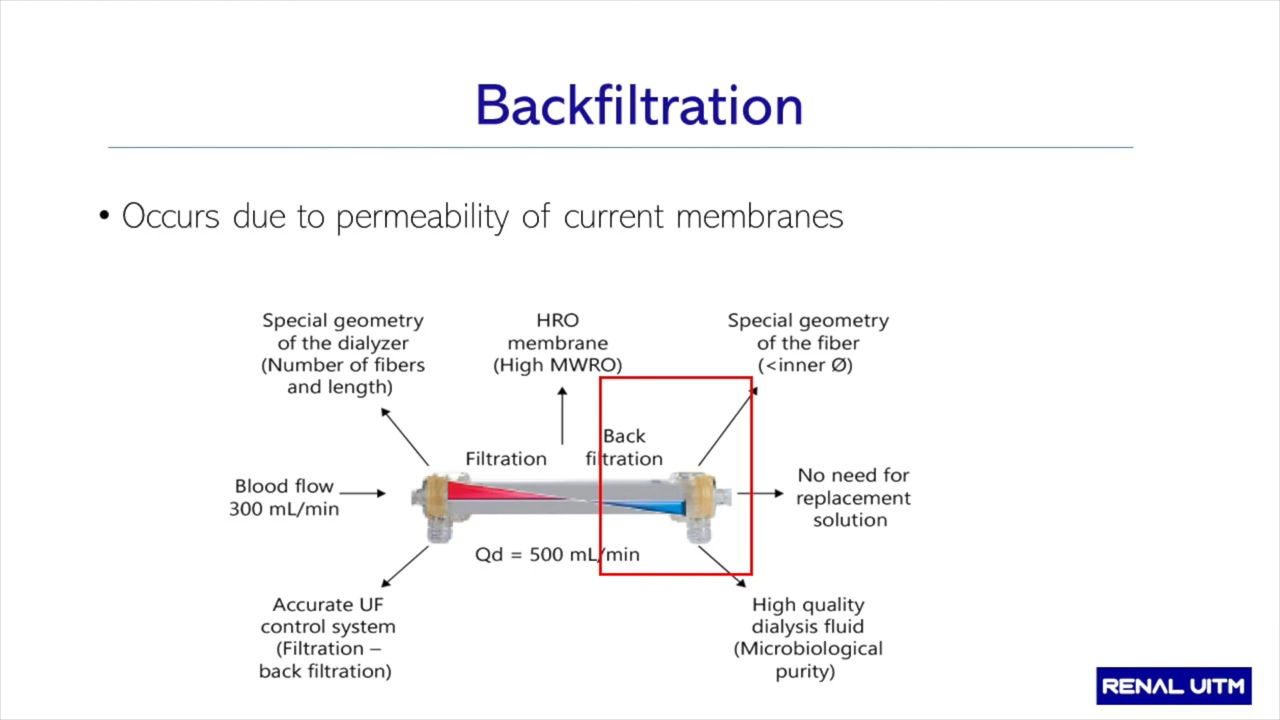 Backfiltration
• Occurs due to permeability of current membranes
Special geometry
of the dialyzer
(Number of fibers
and length)
HRO
membrane
(High MWRO)
Special geometry
of the fiber
(<inner Ø)
Filtration
Back
filtration
Blood flow
300 mL/min
No need for
replacement
solution
Qd = 500 mL/min
Accurate UF
control system
(Filtration –
back filtration)
High quality
dialysis fluid
(Microbiological
purity)
RENAL UITM